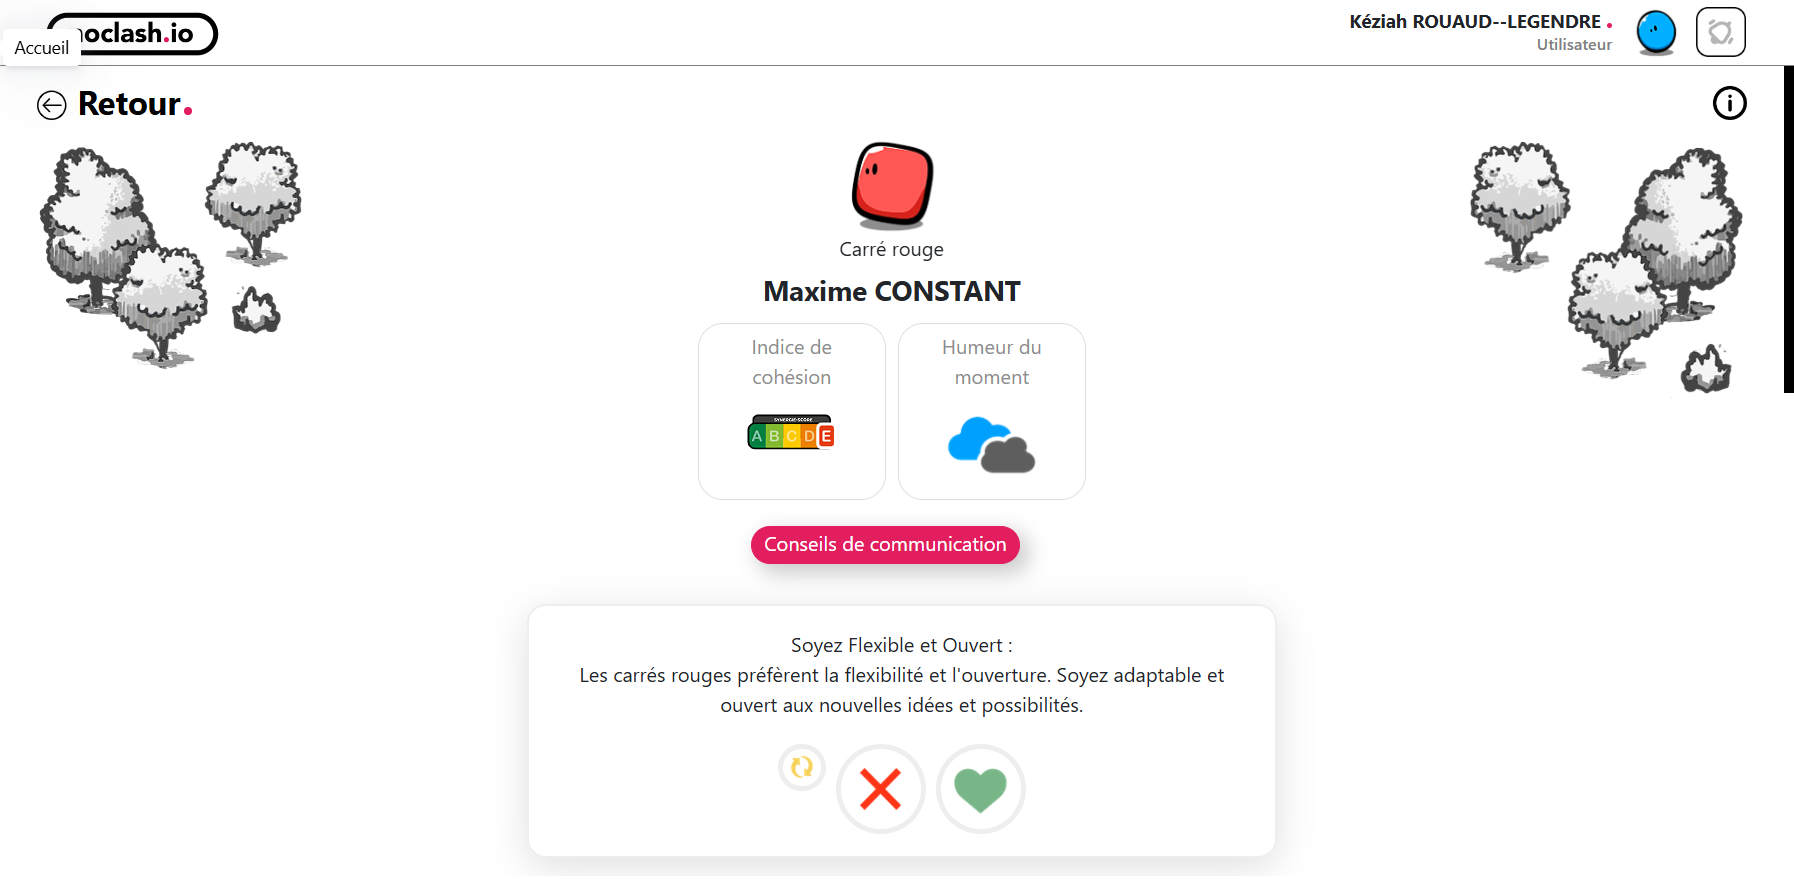 noclash.io
Accueil
Kéziah ROUAUD--LEGENDRE .
Utilisateur
Retour.
Carré rouge
Maxime CONSTANT
Indice de
cohésion
SYNERGIE-SCORE
A B C D E
Humeur du
moment
Conseils de communication
Soyez Flexible et Ouvert :
Les carrés rouges préfèrent la flexibilité et l'ouverture. Soyez adaptable et
ouvert aux nouvelles idées et possibilités.